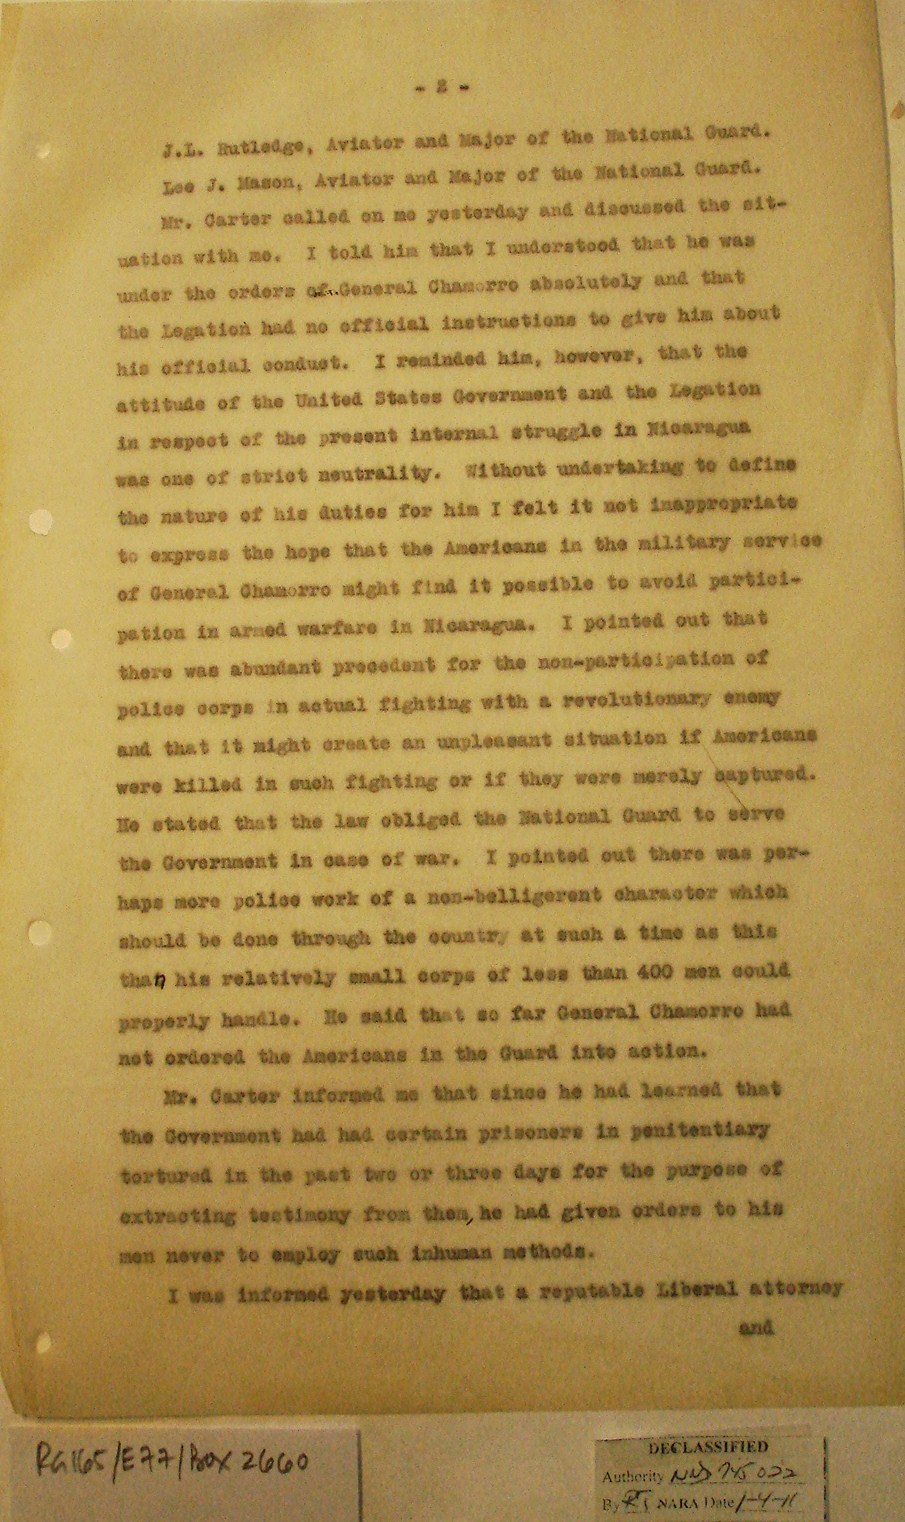 - 2 -
J.L. Rutledge, Aviator and Major of the National Guard.
Lee J. Mason, Aviator and Major of the National Guard.
Mr. Carter called on me yesterday and discussed the sit-
uation with me. I told him that I understood that he was
under the orders of General Chamorro absolutely and that
the Legation had no official instructions to give him about
his official conduct. I reminded him, however, that the
attitude of the United States Government and the Legation
in respect of the present internal struggle in Nicaragua
was one of strict neutrality. Without undertaking to define
the nature of his duties for him I felt it not inappropriate
to express the hope that the Americans in the military service
of General Chamorro might find it possible to avoid partici-
pation in armed warfare in Nicaragua. I pointed out that
there was abundant precedent for the non-participation of
police corps in actual fighting with a revolutionary enemy
and that it might create an unpleasant situation if Americans
were killed in such fighting or if they were merely captured.
He stated that the law obliged the National Guard to serve
the Government in case of war. I pointed out there was per-
haps more police work of a non-belligerent character which
should be done through the country at such a time as this
than his relatively small corps of less than 400 men could
properly handle. He said that so far General Chamorro had
not ordered the Americans in the Guard into action.
Mr. Carter informed me that since he had learned that
the Government had had certain prisoners in penitentiary
tortured in the past two or three days for the purpose of
extracting testimony from them, he had given orders to his
men never to employ such inhuman methods.
I was informed yesterday that a reputable Liberal attorney
and
RG165/E77/Box 2660
DECLASSIFIED
Authority NND 745022
By RT NARA Date 1-4-11